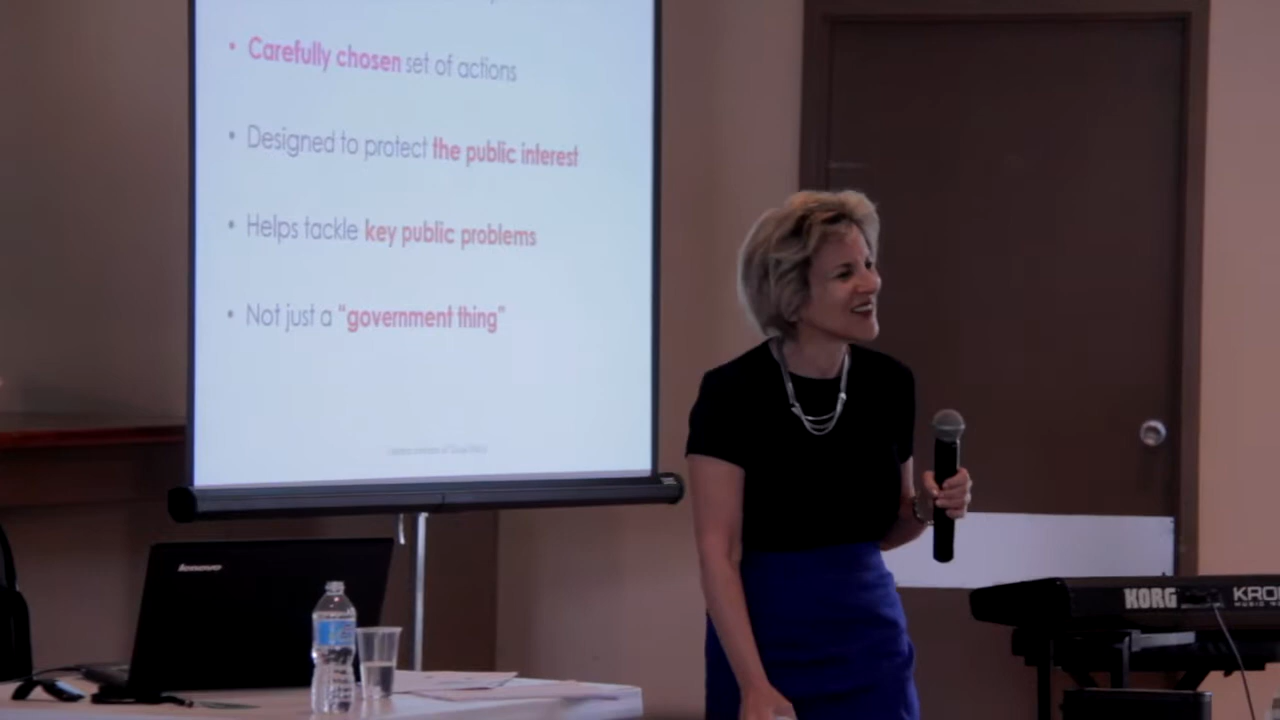 • Carefully chosen set of actions
• Designed to protect the public interest
• Helps tackle key public problems
• Not just a "government thing"
lenovo
KORG
KRO